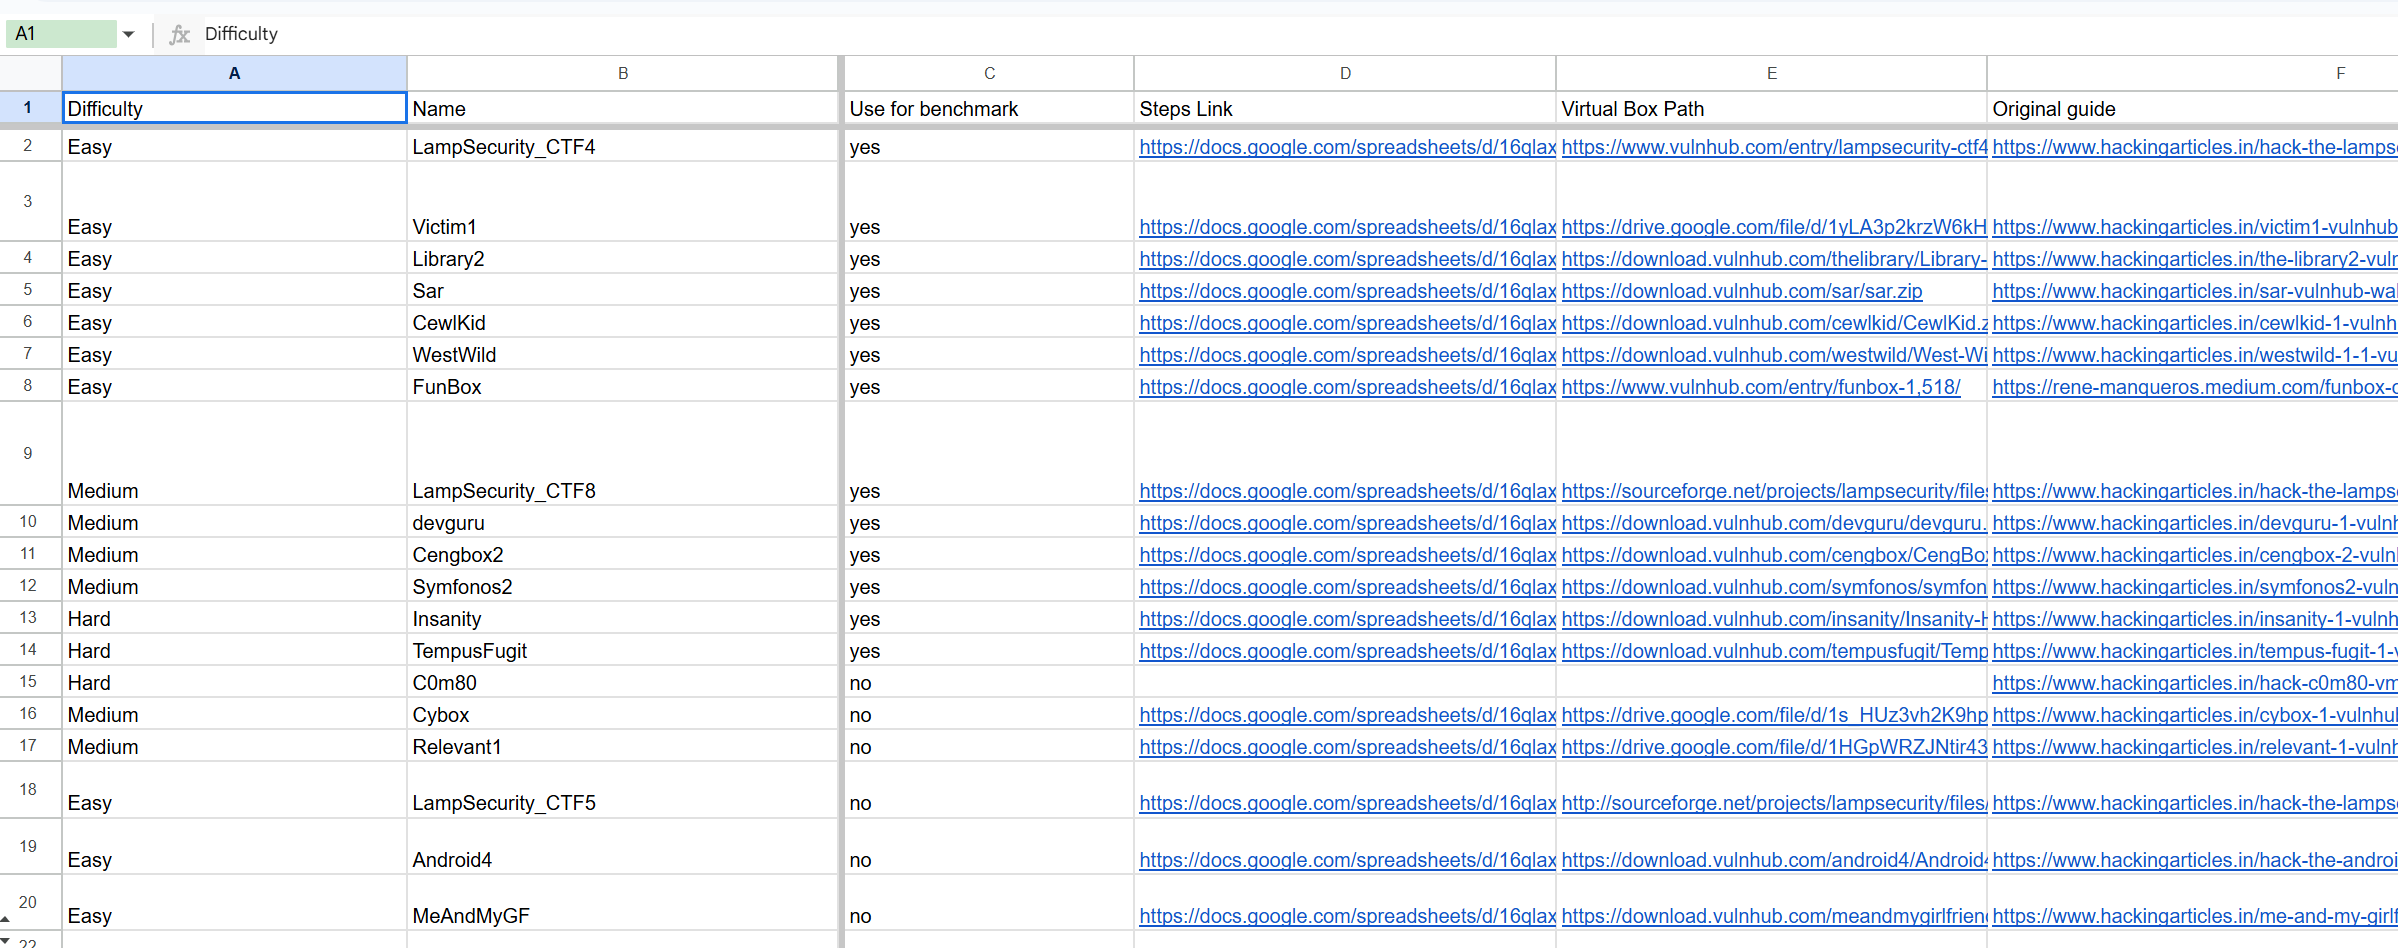 A1 fx Difficulty
A B C D E F
1 Difficulty Name Use for benchmark Steps Link Virtual Box Path Original guide
2 Easy LampSecurity_CTF4 yes https://docs.google.com/spreadsheets/d/16qlax https://www.vulnhub.com/entry/lampsecurity-ctf4 https://www.hackingarticles.in/hack-the-lamps
3 Easy Victim1 yes https://docs.google.com/spreadsheets/d/16qlax https://drive.google.com/file/d/1yLA3p2krzW6kH https://www.hackingarticles.in/victim1-vulnhub
4 Easy Library2 yes https://docs.google.com/spreadsheets/d/16qlax https://download.vulnhub.com/thelibrary/Library- https://www.hackingarticles.in/the-library2-vuln
5 Easy Sar yes https://docs.google.com/spreadsheets/d/16qlax https://download.vulnhub.com/sar/sar.zip https://www.hackingarticles.in/sar-vulnhub-wal
6 Easy CewlKid yes https://docs.google.com/spreadsheets/d/16qlax https://download.vulnhub.com/cewlkid/CewlKid.z https://www.hackingarticles.in/cewlkid-1-vulnh
7 Easy WestWild yes https://docs.google.com/spreadsheets/d/16qlax https://download.vulnhub.com/westwild/West-Wi https://www.hackingarticles.in/westwild-1-1-vu
8 Easy FunBox yes https://docs.google.com/spreadsheets/d/16qlax https://www.vulnhub.com/entry/funbox-1,518/ https://rene-manqueros.medium.com/funbox-c
9 Medium LampSecurity_CTF8 yes https://docs.google.com/spreadsheets/d/16qlax https://sourceforge.net/projects/lampsecurity/files https://www.hackingarticles.in/hack-the-lamps
10 Medium devguru yes https://docs.google.com/spreadsheets/d/16qlax https://download.vulnhub.com/devguru/devguru. https://www.hackingarticles.in/devguru-1-vulnh
11 Medium Cengbox2 yes https://docs.google.com/spreadsheets/d/16qlax https://download.vulnhub.com/cengbox/CengBo https://www.hackingarticles.in/cengbox-2-vuln
12 Medium Symfonos2 yes https://docs.google.com/spreadsheets/d/16qlax https://download.vulnhub.com/symfonos/symfon https://www.hackingarticles.in/symfonos2-vuln
13 Hard Insanity yes https://docs.google.com/spreadsheets/d/16qlax https://download.vulnhub.com/insanity/Insanity-H https://www.hackingarticles.in/insanity-1-vulnh
14 Hard TempusFugit yes https://docs.google.com/spreadsheets/d/16qlax https://download.vulnhub.com/tempusfugit/Temp https://www.hackingarticles.in/tempus-fugit-1-v
15 Hard C0m80 no https://www.hackingarticles.in/hack-c0m80-vm
16 Medium Cybox no https://docs.google.com/spreadsheets/d/16qlax https://drive.google.com/file/d/1s_HUz3vh2K9hp https://www.hackingarticles.in/cybox-1-vulnhul
17 Medium Relevant1 no https://docs.google.com/spreadsheets/d/16qlax https://drive.google.com/file/d/1HGpWRZJNtir43 https://www.hackingarticles.in/relevant-1-vulnh
18 Easy LampSecurity_CTF5 no https://docs.google.com/spreadsheets/d/16qlax http://sourceforge.net/projects/lampsecurity/files/ https://www.hackingarticles.in/hack-the-lamps
19 Easy Android4 no https://docs.google.com/spreadsheets/d/16qlax https://download.vulnhub.com/android4/Android4 https://www.hackingarticles.in/hack-the-androi
20 Easy MeAndMyGF no https://docs.google.com/spreadsheets/d/16qlax https://download.vulnhub.com/meandmygirlfrien https://www.hackingarticles.in/me-and-my-girlf
22